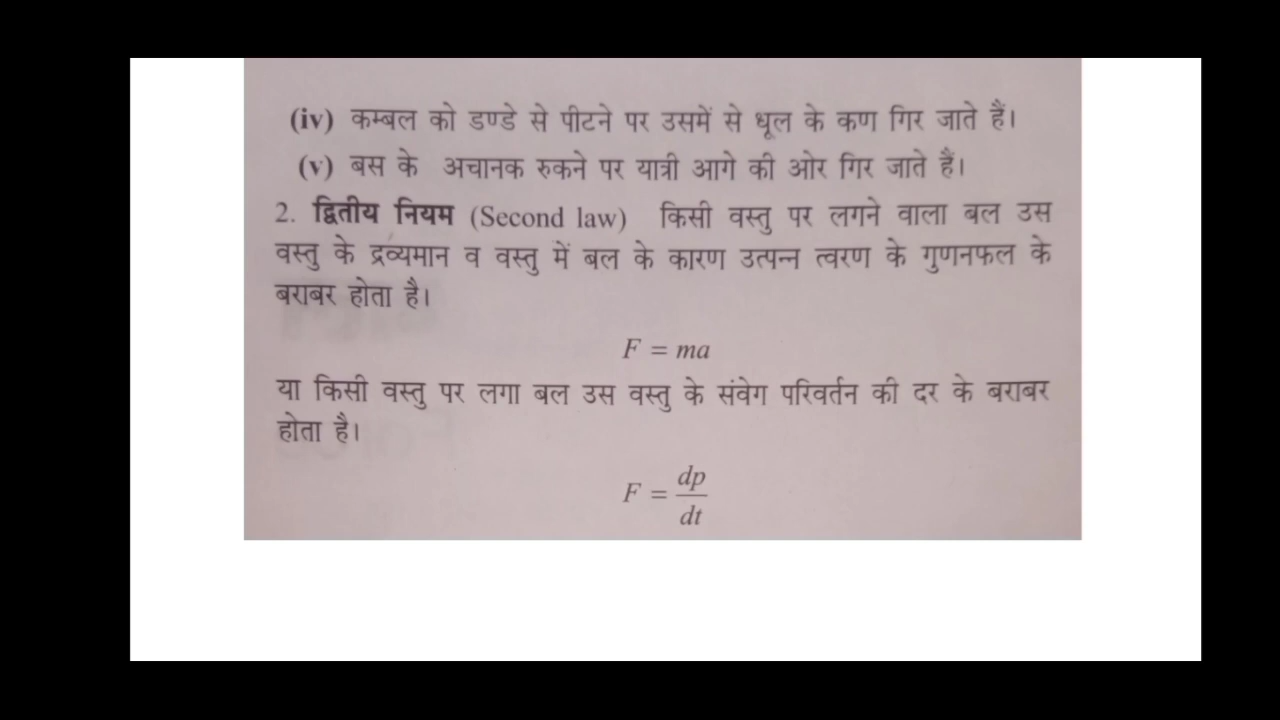 (iv) कम्बल को डण्डे से पीटने पर उसमें से धूल के कण गिर जाते हैं।
(v) बस के अचानक रुकने पर यात्री आगे की ओर गिर जाते हैं।
2. द्वितीय नियम (Second law) किसी वस्तु पर लगने वाला बल उस
वस्तु के द्रव्यमान व वस्तु में बल के कारण उत्पन्न त्वरण के गुणनफल के
बराबर होता है।
F = ma
या किसी वस्तु पर लगा बल उस वस्तु के संवेग परिवर्तन की दर के बराबर
होता है।
F = dp/dt